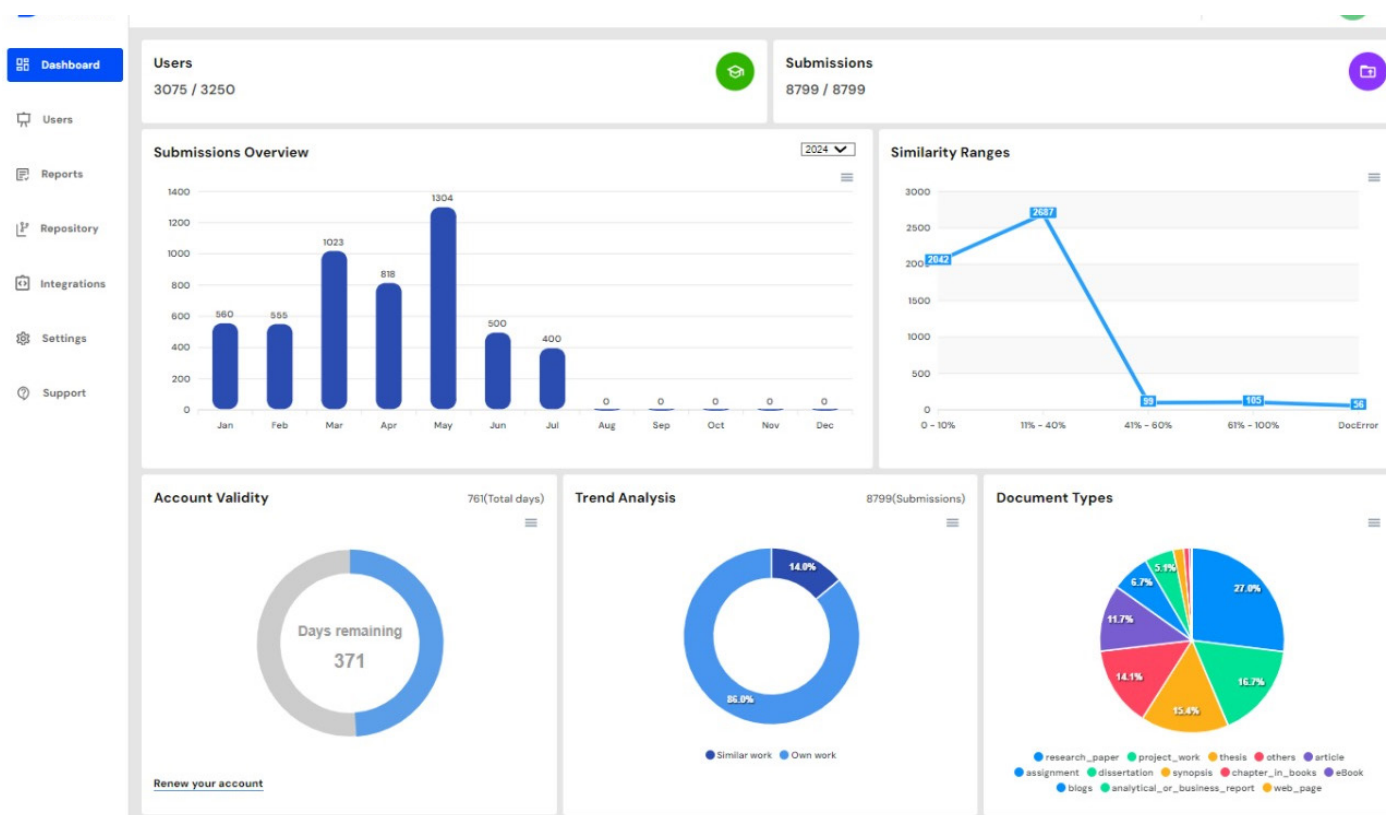 Dashboard
Users
Reports
Repository
Integrations
Settings
Support
Users
3075 / 3250
Submissions
8799 / 8799
Submissions Overview
2024
1400
1200
1000
800
600
400
200
0
560
555
1023
818
1304
500
400
0
0
0
0
0
Jan Feb Mar Apr May Jun Jul Aug Sep Oct Nov Dec
Similarity Ranges
3000
2500
200
1500
1000
500
0
2042
2687
99
105
56
0 - 10% 11% - 40% 41% - 60% 61% - 100% DocError
Account Validity
761(Total days)
Days remaining
371
Renew your account
Trend Analysis
8799(Submissions)
14.0%
86.0%
Similar work Own work
Document Types
27.0%
16.7%
15.4%
14.1%
11.7%
6.7%
5.1%
research_paper project_work thesis others article
assignment dissertation synopsis chapter_in_books eBook
blogs analytical_or_business_report web_page